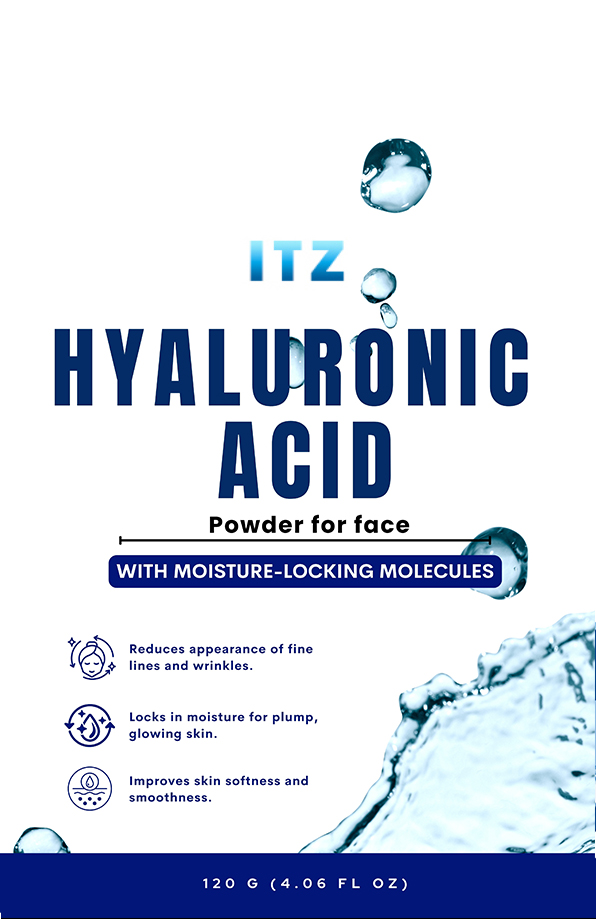 ITZ
HYALURONIC
ACID
Powder for face
WITH MOISTURE-LOCKING MOLECULES
Reduces appearance of fine
lines and wrinkles.
Locks in moisture for plump,
glowing skin.
Improves skin softness and
smoothness.
120 G (4.06 FL OZ)